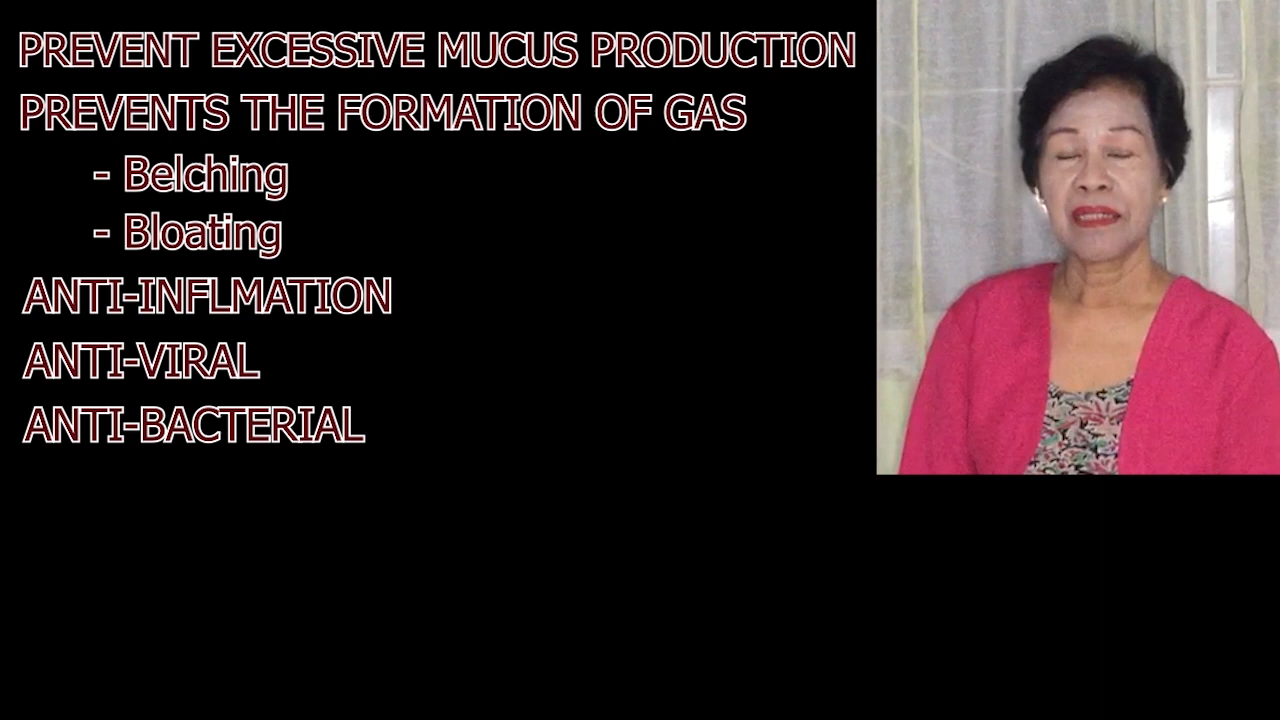 PREVENT EXCESSIVE MUCUS PRODUCTION
PREVENTS THE FORMATION OF GAS
- Belching
- Bloating
ANTI-INFLMATION
ANTI-VIRAL
ANTI-BACTERIAL